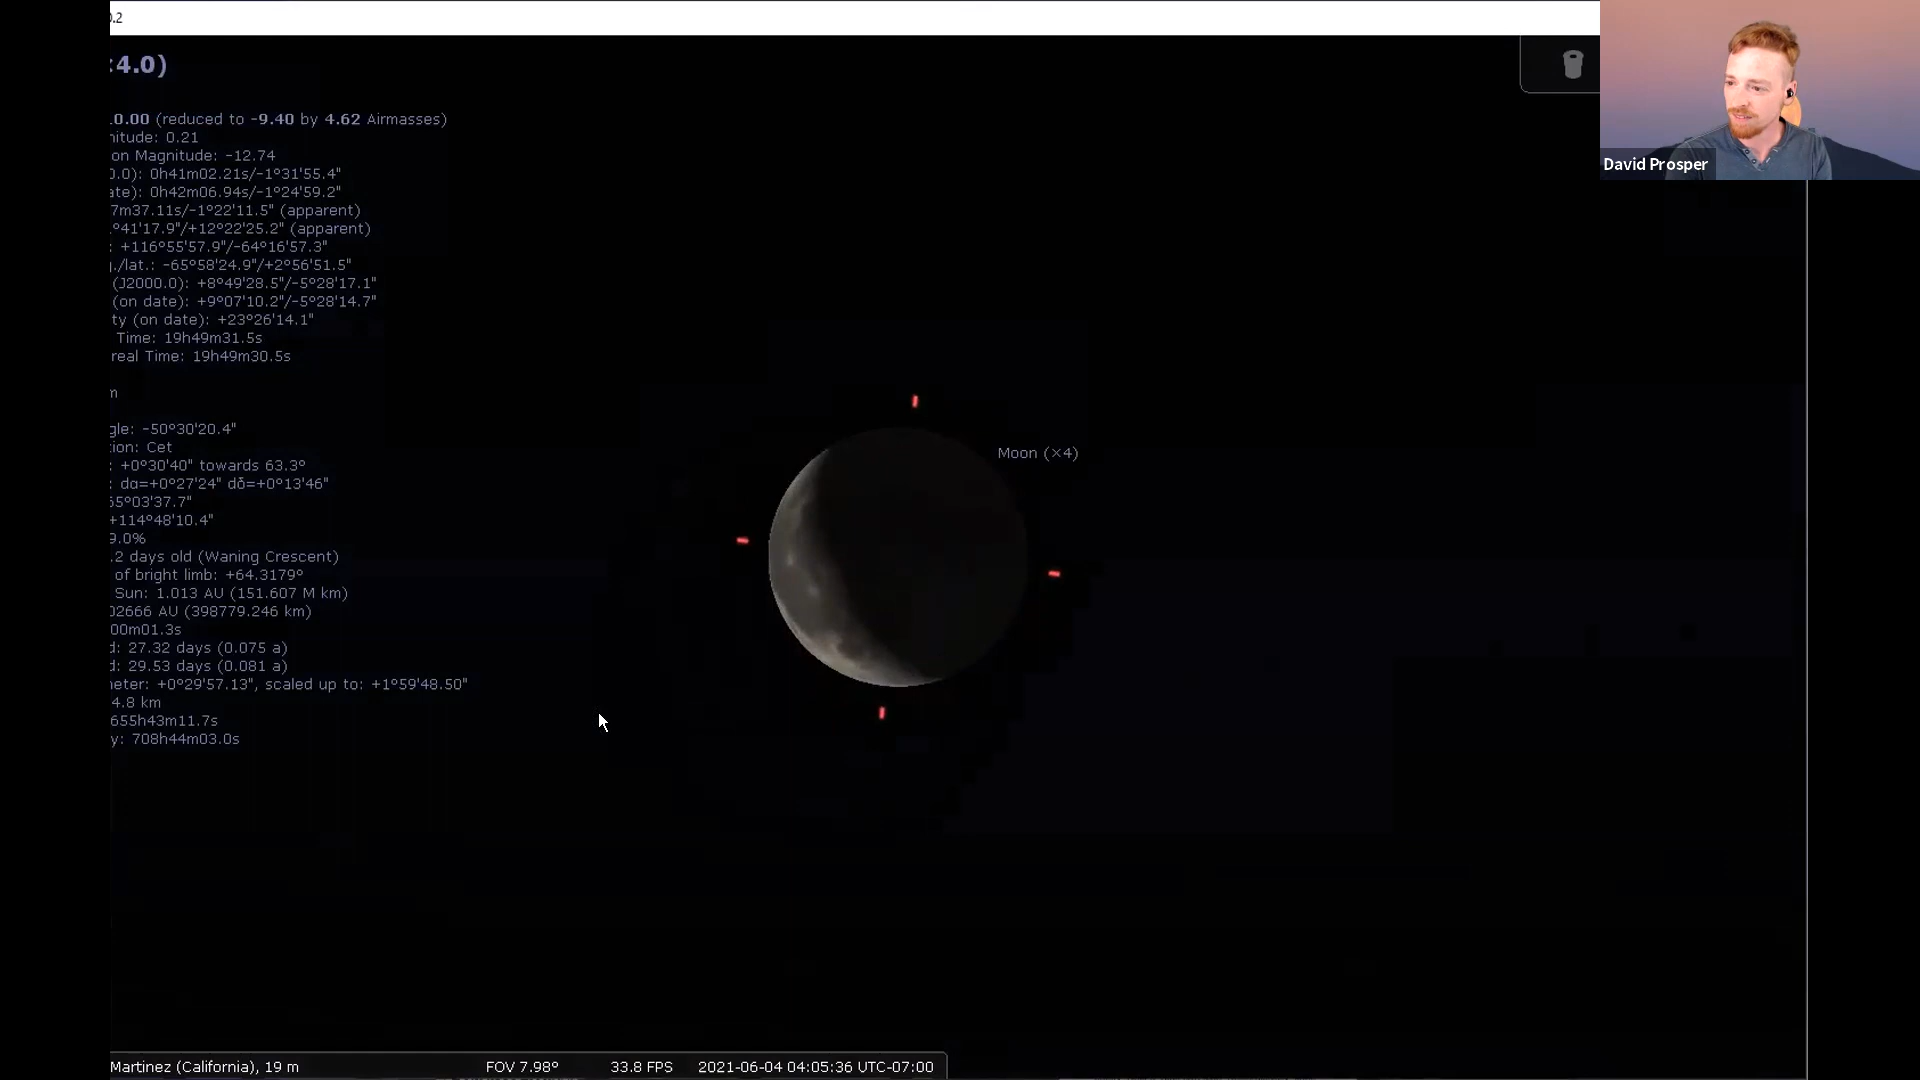 0.2
:4.0)
.0.00 (reduced to -9.40 by 4.62 Airmasses)
nitude: 0.21
on Magnitude: -12.74
0.0): 0h41m02.21s/-1°31'55.4"
ate): 0h42m06.94s/-1°24'59.2"
7m37.11s/-1°22'11.5" (apparent)
°41'17.9"/+12°22'25.2" (apparent)
: +116°55'57.9"/-64°16'57.3"
g./lat.: -65°58'24.9"/+2°56'51.5"
(J2000.0): +8°49'28.5"/-5°28'17.1"
(on date): +9°07'10.2"/-5°28'14.7"
ty (on date): +23°26'14.1"
Time: 19h49m31.5s
real Time: 19h49m30.5s
m
gle: -50°30'20.4"
ion: Cet
: +0°30'40" towards 63.3°
: dα=+0°27'24" dδ=+0°13'46"
65°03'37.7"
+114°48'10.4"
9.0%
.2 days old (Waning Crescent)
of bright limb: +64.3179°
Sun: 1.013 AU (151.607 M km)
02666 AU (398779.246 km)
00m01.3s
d: 27.32 days (0.075 a)
d: 29.53 days (0.081 a)
neter: +0°29'57.13", scaled up to: +1°59'48.50"
4.8 km
655h43m11.7s
y: 708h44m03.0s
Moon (×4)
David Prosper
Martinez (California), 19 m FOV 7.98° 33.8 FPS 2021-06-04 04:05:36 UTC-07:00